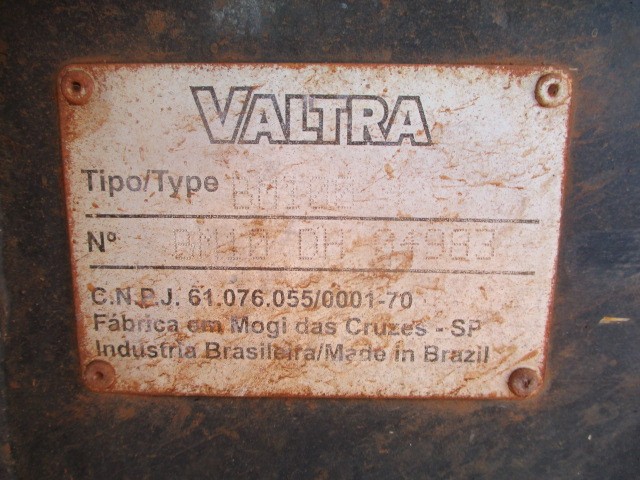 VALTRA
Tipo/Type
Nº
C.N.P.J. 61.076.055/0001-70
Fábrica em Mogi das Cruzes - SP
Industria Brasileira/Made in Brazil